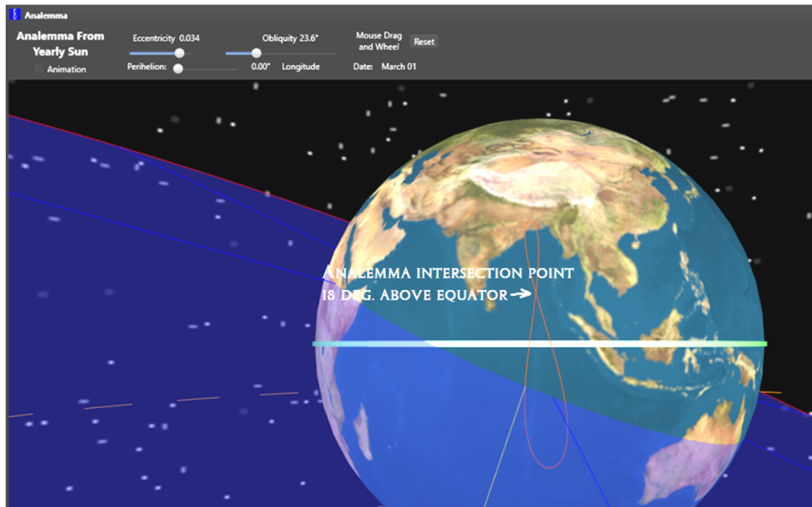 Analemma
Analemma From
Yearly Sun
Animation
Eccentricity 0.034
Obliquity 23.6°
Mouse Drag
and Wheel
Reset
Perihelion:
0.00°
Longitude
Date: March 01
Analemma intersection point
18 deg. above equator